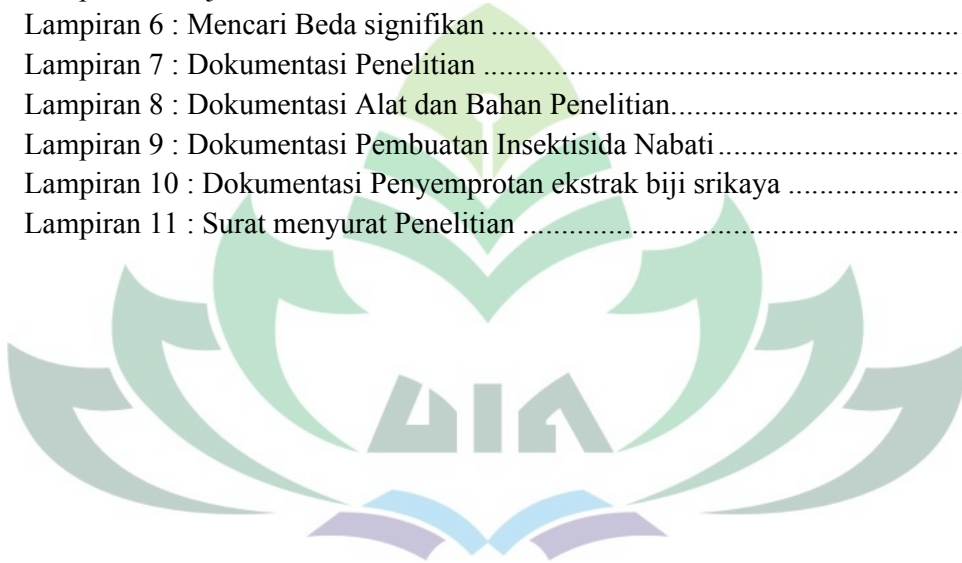 Lampiran 6 : Mencari Beda signifikan ................................................................
Lampiran 7 : Dokumentasi Penelitian .................................................................
Lampiran 8 : Dokumentasi Alat dan Bahan Penelitian.......................................
Lampiran 9 : Dokumentasi Pembuatan Insektisida Nabati.................................
Lampiran 10 : Dokumentasi Penyemprotan ekstrak biji srikaya ........................
Lampiran 11 : Surat menyurat Penelitian ...........................................................
UIN